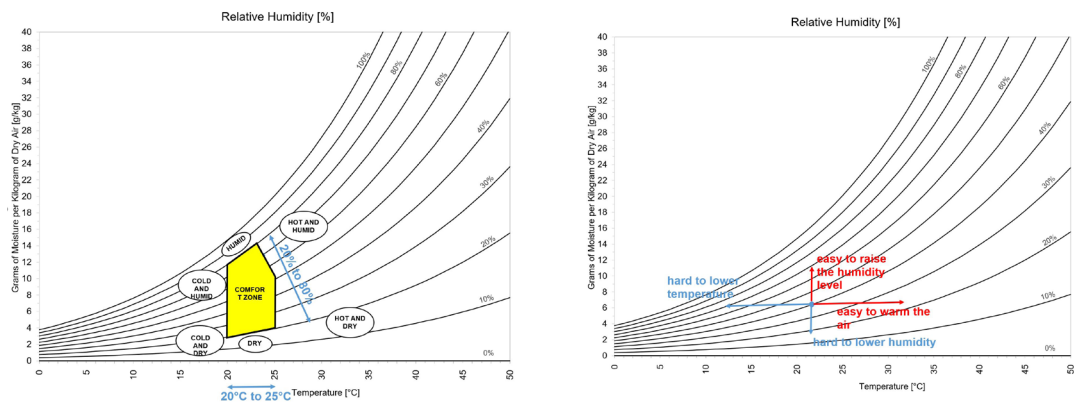 Relative Humidity [%]
Grams of Moisture per Kilogram of Dry Air [g/kg]
40
38
36
34
32
30
28
26
24
22
20
18
16
14
12
10
8
6
4
2
0
100%
80%
60%
40%
30%
20%
10%
0%
HUMID
HOT AND
HUMID
COLD
AND
HUMID
COMFOR
T ZONE
20% to 80%
HOT AND
DRY
COLD
AND
DRY
DRY
0
5
10
15
20
25
30
35
40
45
50
20°C to 25°C
Temperature [°C]
Relative Humidity [%]
Grams of Moisture per Kilogram of Dry Air [g/kg]
40
38
36
34
32
30
28
26
24
22
20
18
16
14
12
10
8
6
4
2
0
100%
80%
60%
40%
30%
20%
10%
0%
easy to raise
the humidity
level
hard to lower
temperature
easy to warm the
air
hard to lower humidity
0
5
10
15
20
25
30
35
40
45
50
Temperature [°C]